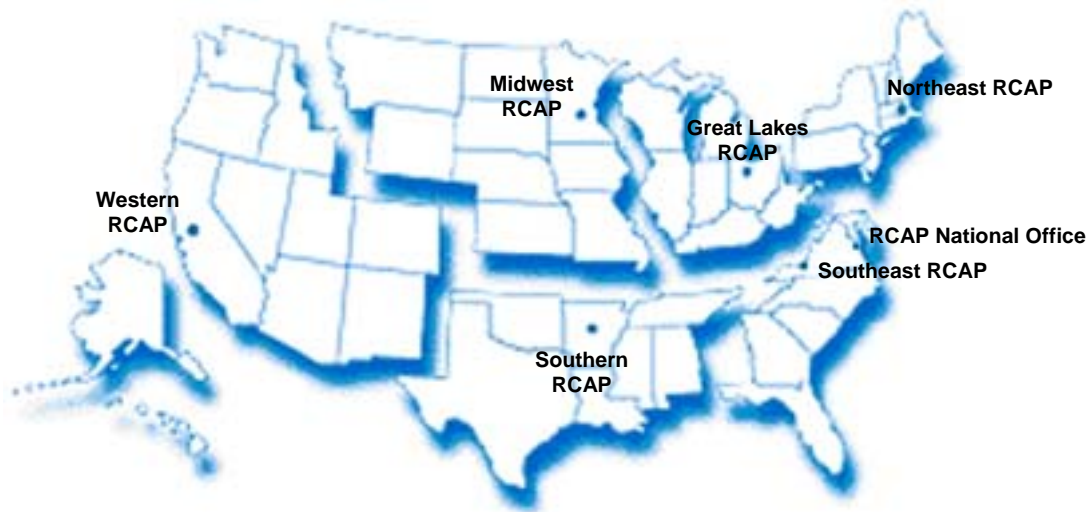 Midwest
RCAP
Northeast RCAP
Great Lakes
RCAP
Western
RCAP
RCAP National Office
Southeast RCAP
Southern
RCAP